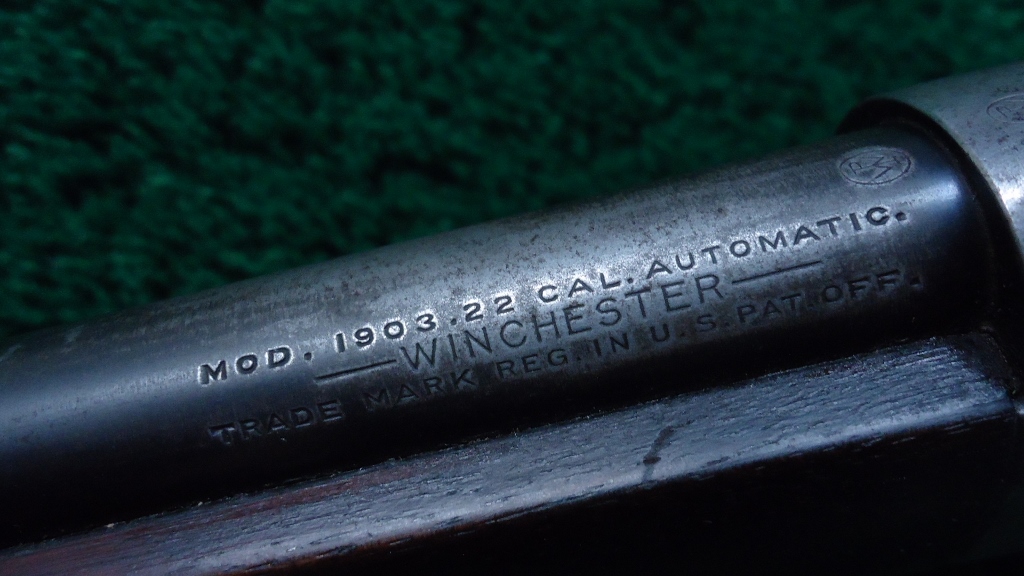 MOD. 1903 .22 CAL. AUTOMATIC.
—WINCHESTER—
TRADE MARK REG. IN U.S. PAT. OFF.